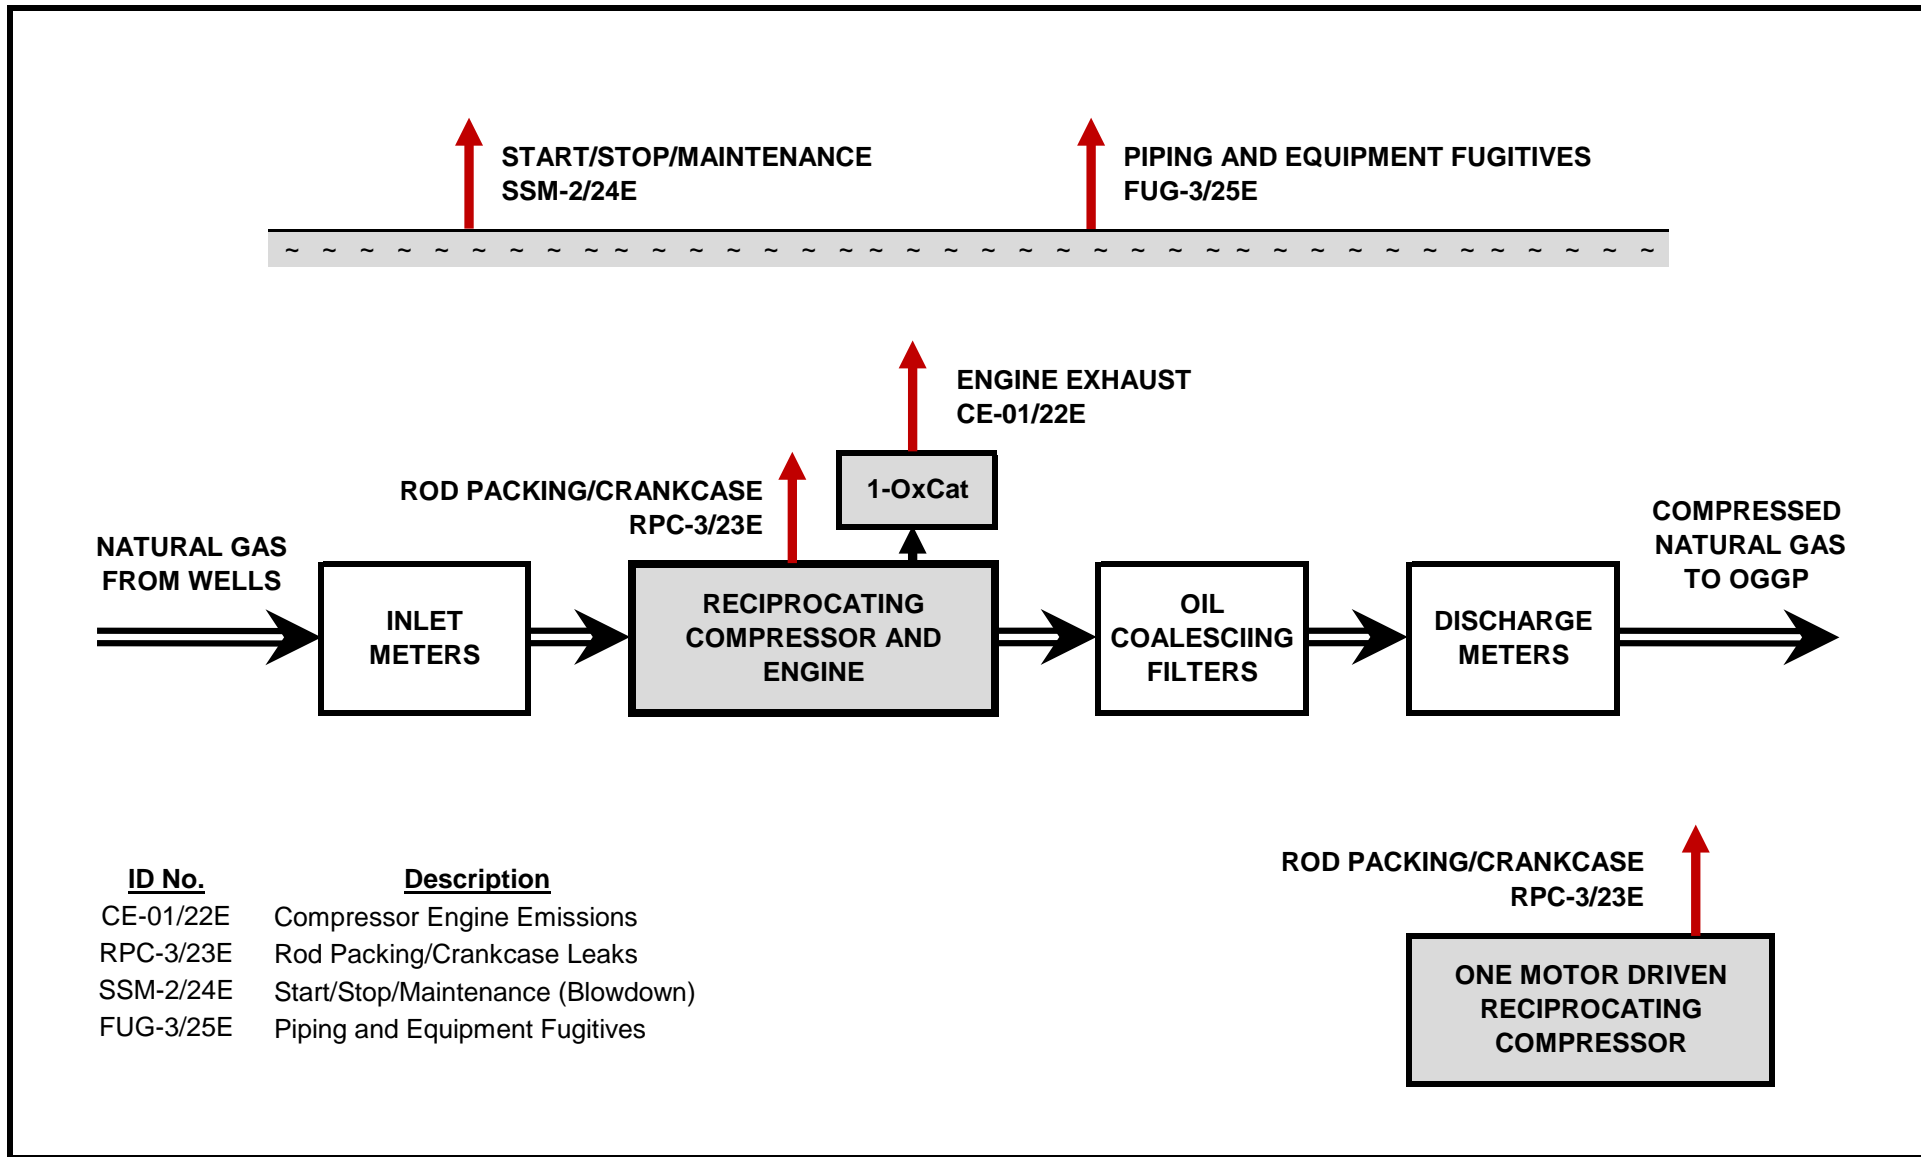 START/STOP/MAINTENANCE
SSM-2/24E
PIPING AND EQUIPMENT FUGITIVES
FUG-3/25E
~ ~ ~ ~ ~ ~ ~ ~ ~ ~ ~ ~ ~ ~ ~ ~ ~ ~ ~ ~ ~ ~ ~ ~ ~ ~ ~ ~ ~ ~ ~ ~ ~ ~ ~ ~ ~ ~
ENGINE EXHAUST
CE-01/22E
1-OxCat
ROD PACKING/CRANKCASE
RPC-3/23E
NATURAL GAS
FROM WELLS
INLET
METERS
RECIPROCATING
COMPRESSOR AND
ENGINE
OIL
COALESCIING
FILTERS
DISCHARGE
METERS
COMPRESSED
NATURAL GAS
TO OGGP
ID No. Description
CE-01/22E Compressor Engine Emissions
RPC-3/23E Rod Packing/Crankcase Leaks
SSM-2/24E Start/Stop/Maintenance (Blowdown)
FUG-3/25E Piping and Equipment Fugitives
ROD PACKING/CRANKCASE
RPC-3/23E
ONE MOTOR DRIVEN
RECIPROCATING
COMPRESSOR